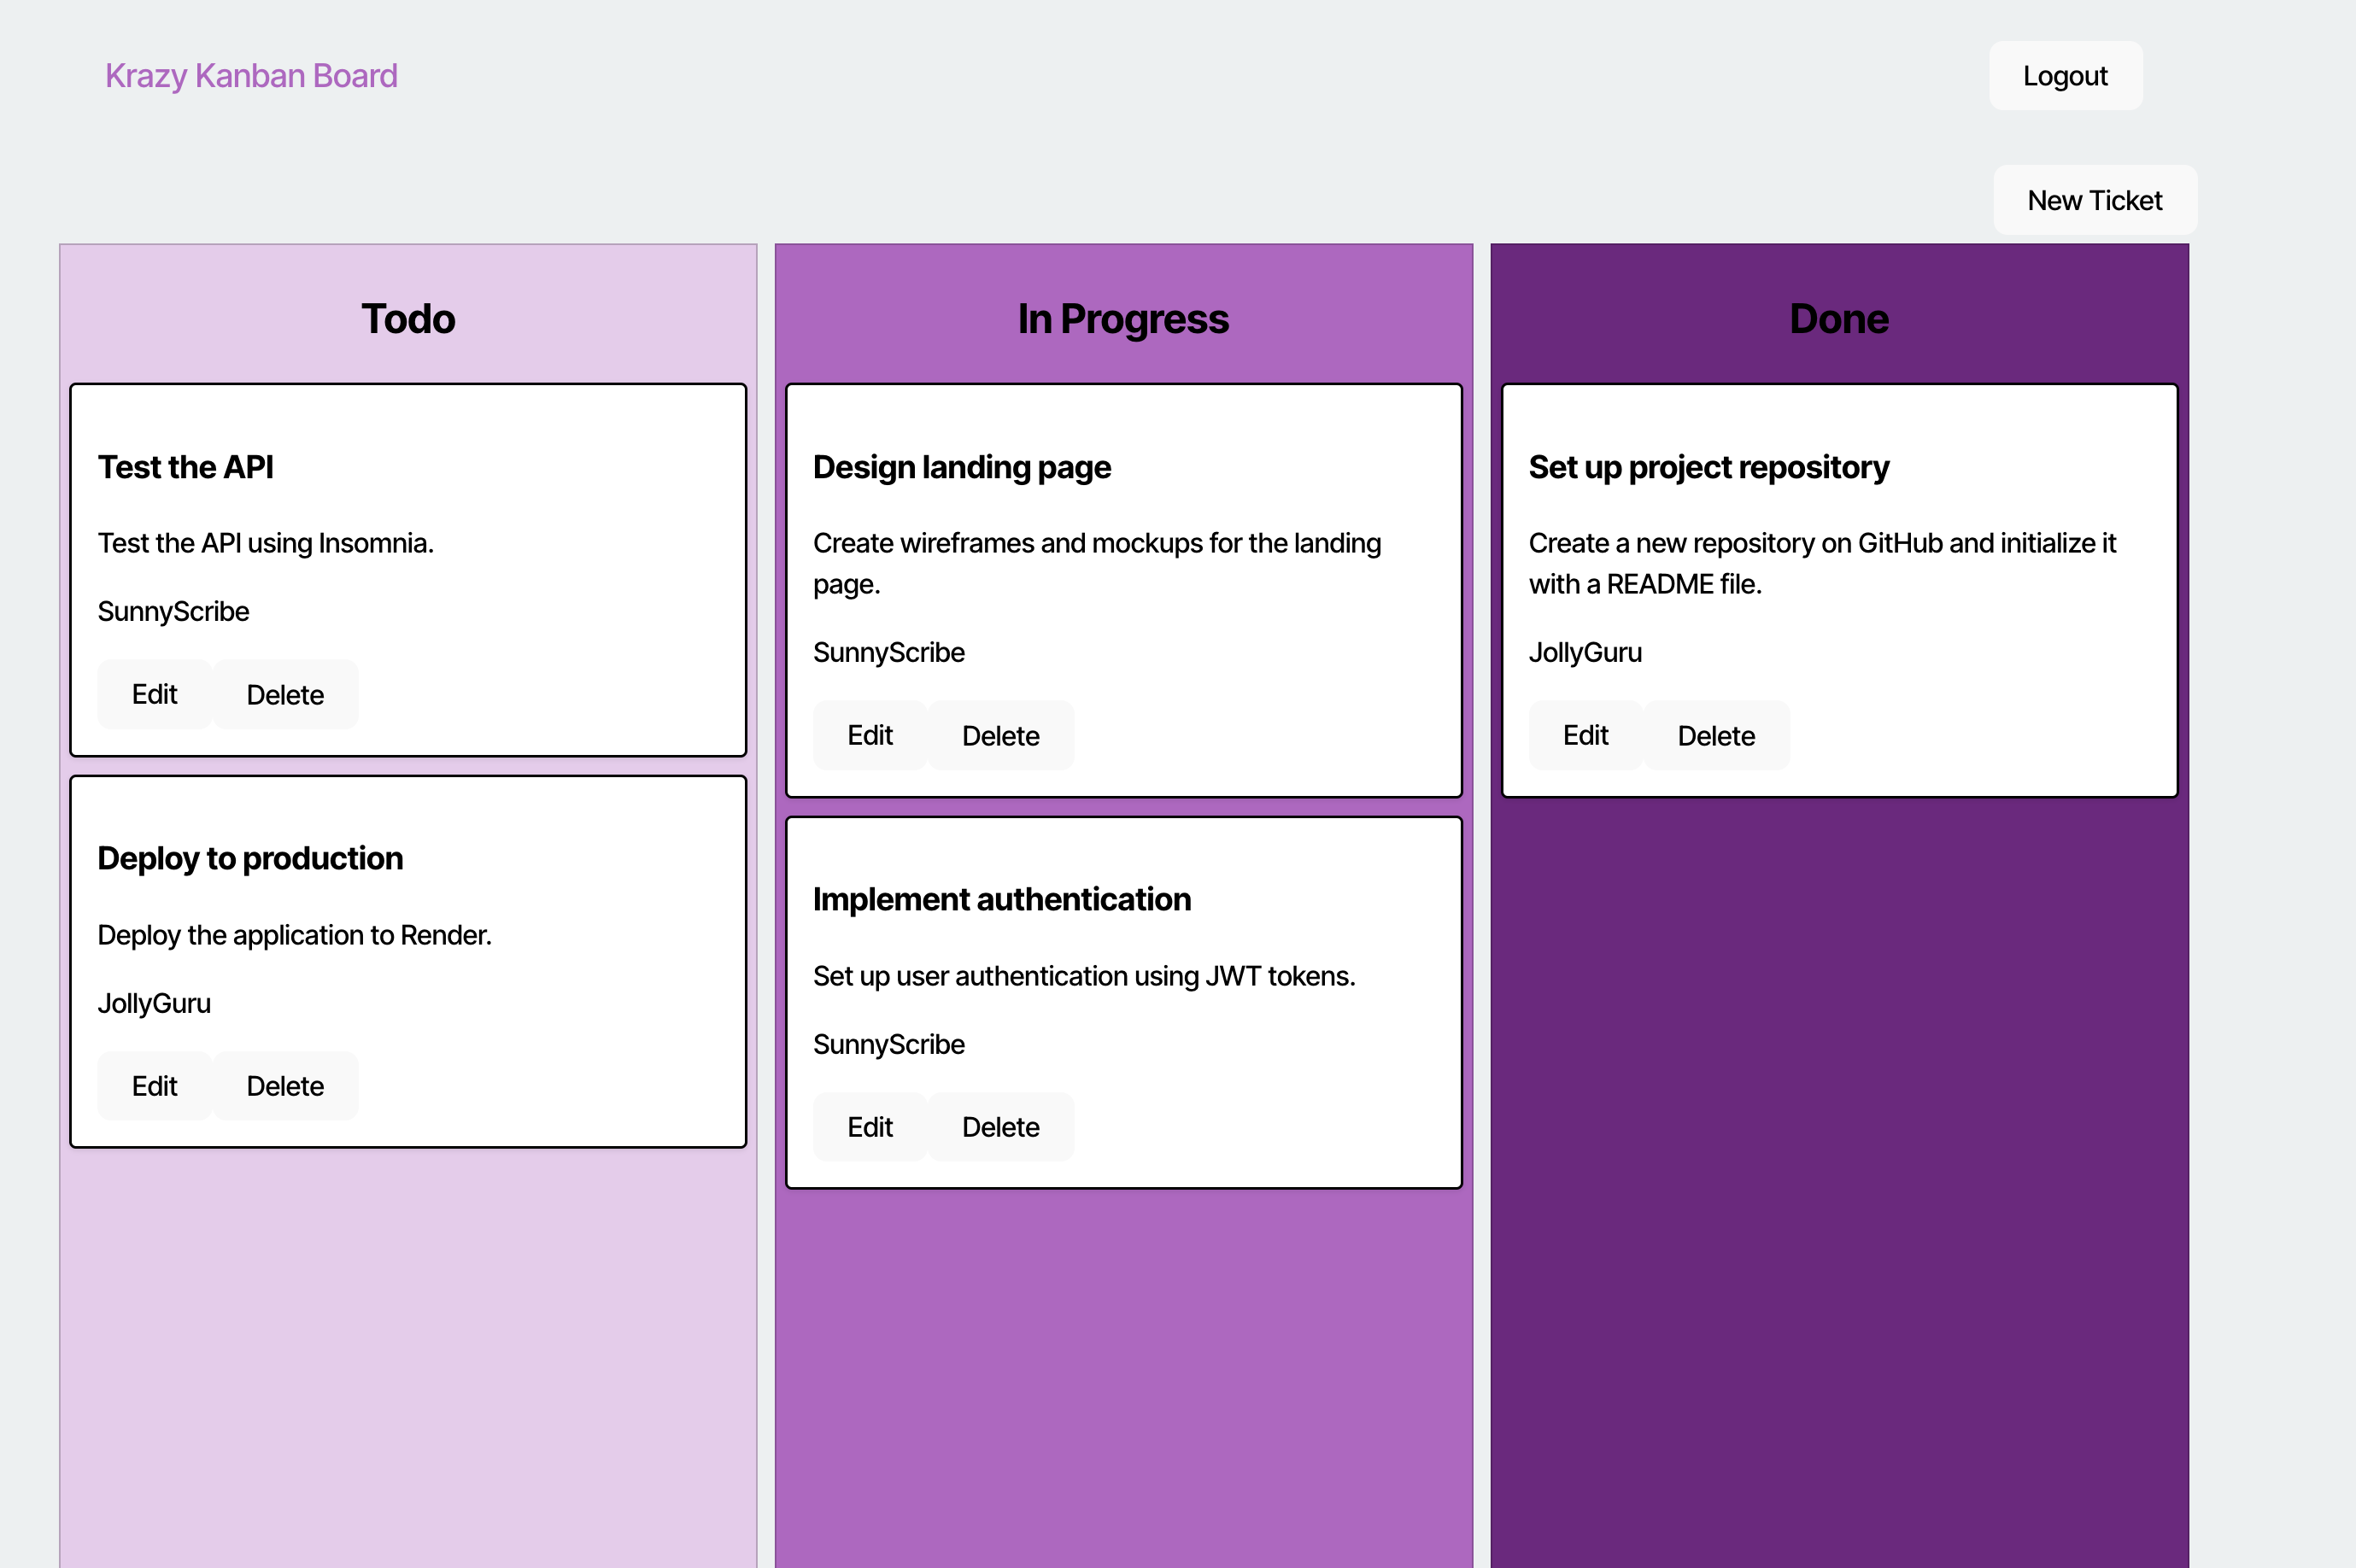 Krazy Kanban Board
Logout
New Ticket
Todo
Test the API
Test the API using Insomnia.
SunnyScribe
Edit
Delete
Deploy to production
Deploy the application to Render.
JollyGuru
Edit
Delete
In Progress
Design landing page
Create wireframes and mockups for the landing
page.
SunnyScribe
Edit
Delete
Implement authentication
Set up user authentication using JWT tokens.
SunnyScribe
Edit
Delete
Done
Set up project repository
Create a new repository on GitHub and initialize it
with a README file.
JollyGuru
Edit
Delete